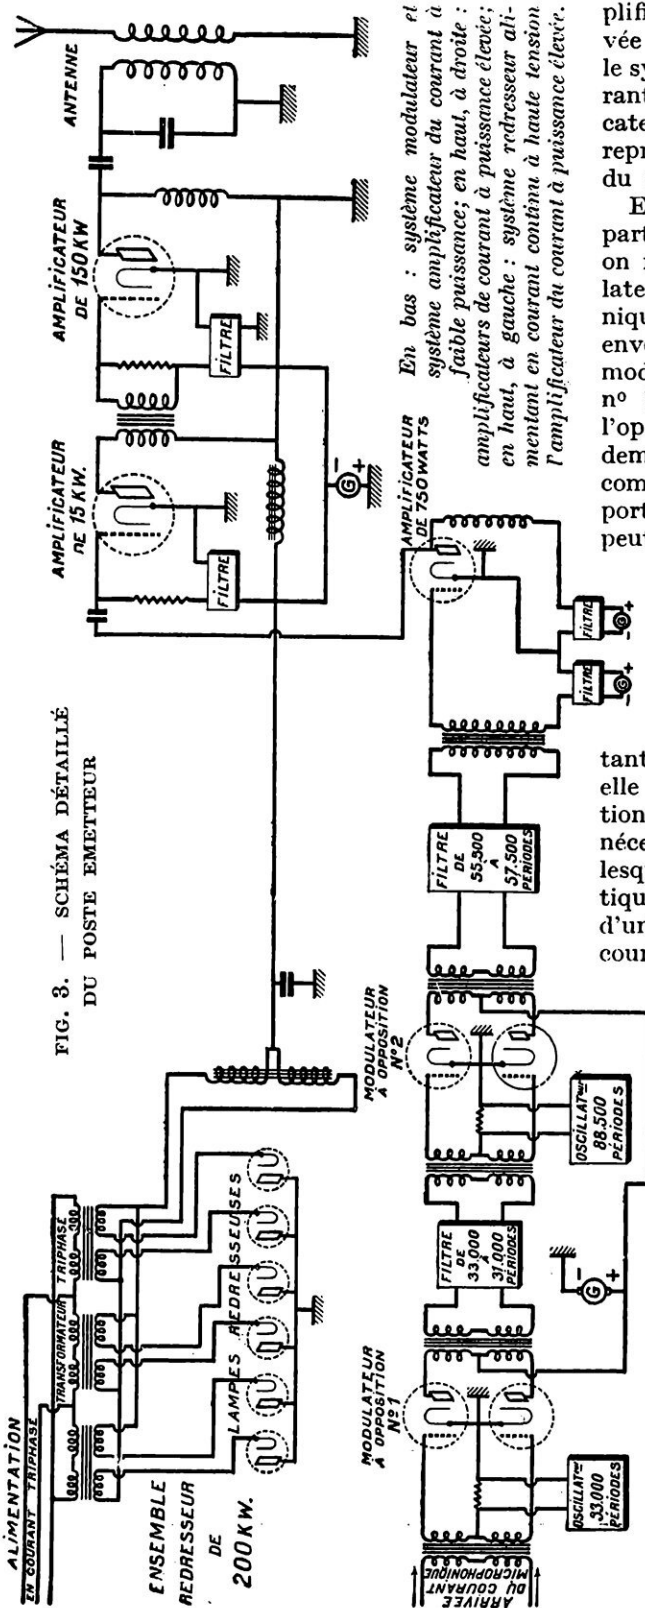 FIG. 3. — SCHÉMA DÉTAILLÉ
DU POSTE EMETTEUR
ALIMENTATION
EN COURANT TRIPHASÉ
TRANSFORMATEUR TRIPHASÉ
LAMPES REDRESSEUSES
ENSEMBLE
REDRESSEUR
DE
200 KW.
AMPLIFICATEUR
DE 15 KW.
FILTRE
AMPLIFICATEUR
DE 150 KW
FILTRE
G
- +
ANTENNE
En bas : système modulateur et
système amplificateur du courant à
faible puissance; en haut, à droite :
amplificateurs de courant à puissance élevée;
en haut, à gauche : système redresseur ali-
mentant en courant continu à haute tension
l'amplificateur du courant à puissance élevée.
ARRIVÉE
DU COURANT
MICROPHONIQUE
MODULATEUR
À OPPOSITION
Nº 1
OSCILLATeur
33.000
PÉRIODES
FILTRE
DE
33.000
À
31.000
PÉRIODES
G
- +
MODULATEUR
À OPPOSITION
Nº 2
OSCILLATeur
88.500
PÉRIODES
FILTRE
DE
55.500
À
57.500
PÉRIODES
AMPLIFICATEUR
DE 750 WATTS
FILTRE
G
- +
FILTRE
G
- +
plifi
vée
le sy
rant
cate
repr
du
E
part
on r
late
niqu
enve
mod
nº
l'op
dem
com
port
peut
tant
elle
tion
néce
lesqu
tiqu
d'un
cour